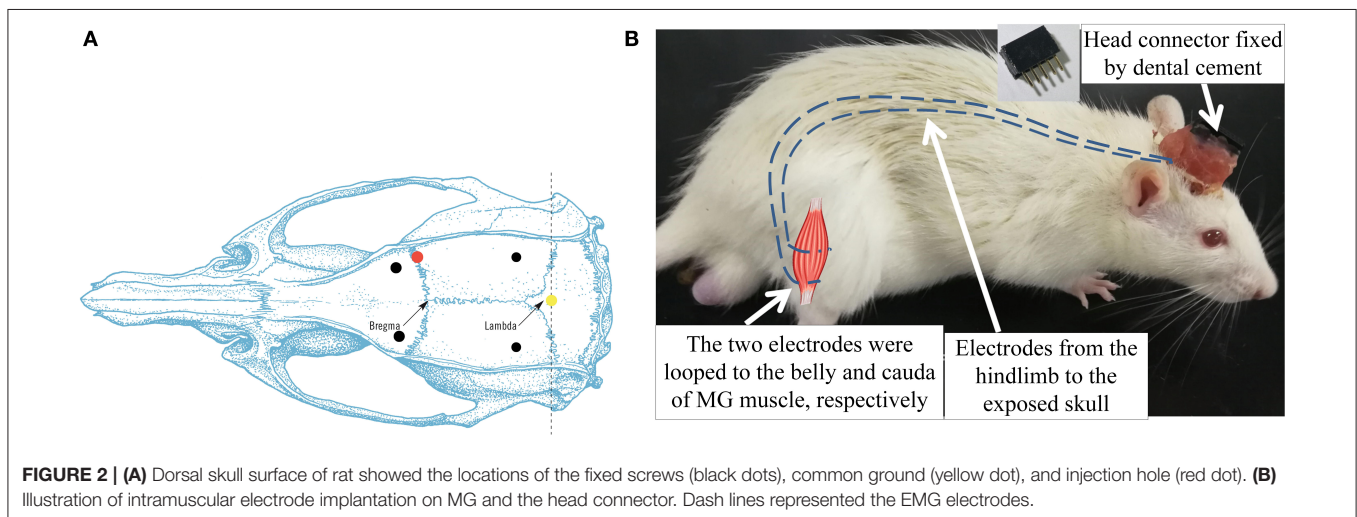 A
Bregma
Lambda
B
Head connector fixed
by dental cement
The two electrodes were
looped to the belly and cauda
of MG muscle, respectively
Electrodes from the
hindlimb to the
exposed skull
FIGURE 2 | (A) Dorsal skull surface of rat showed the locations of the fixed screws (black dots), common ground (yellow dot), and injection hole (red dot). (B)
Illustration of intramuscular electrode implantation on MG and the head connector. Dash lines represented the EMG electrodes.